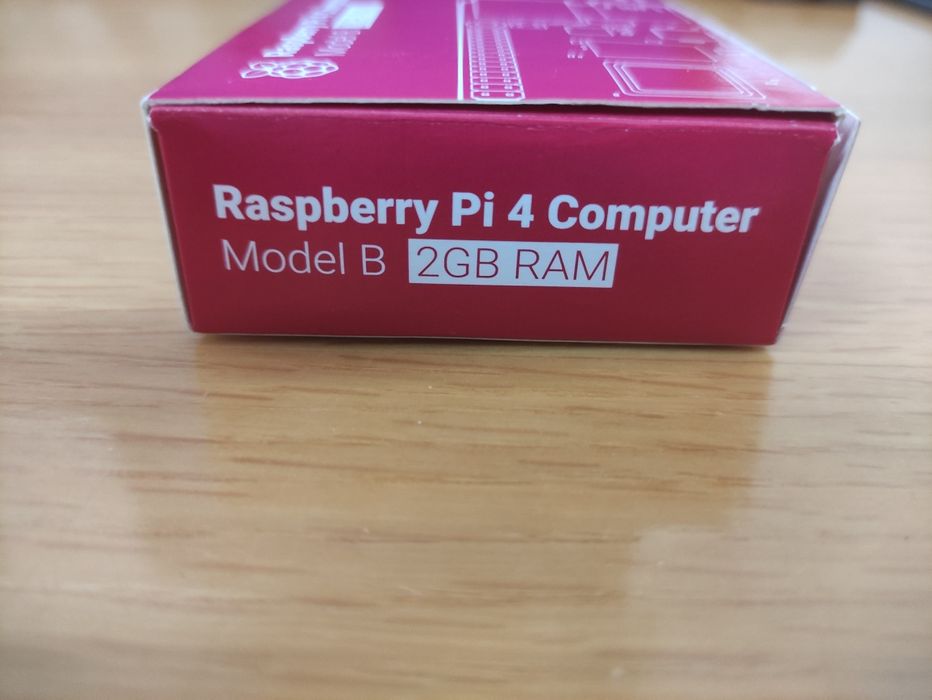 Raspberry Pi 4 Computer
Model B 2GB RAM